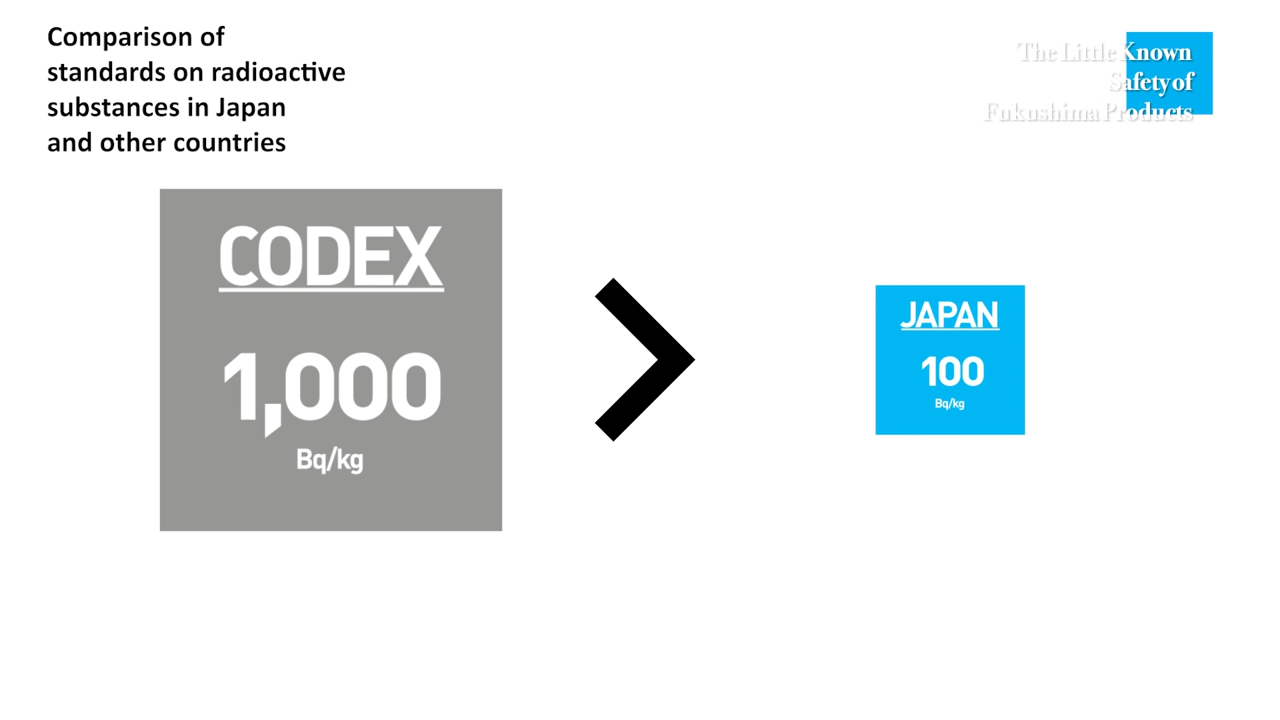 Comparison of
standards on radioactive
substances in Japan
and other countries
The Little Known
Safety of
Fukushima Products
CODEX
1,000
Bq/kg
JAPAN
100
Bq/kg